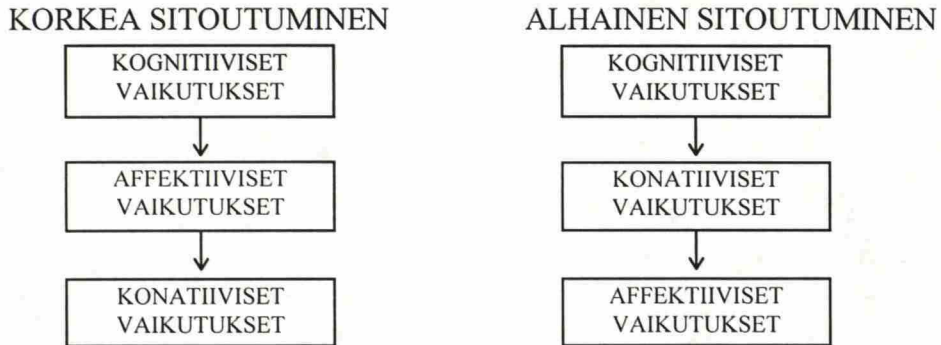 KORKEA SITOUTUMINEN
KOGNITIIVISET
VAIKUTUKSET
AFFEKTIIVISET
VAIKUTUKSET
KONATIIVISET
VAIKUTUKSET
ALHAINEN SITOUTUMINEN
KOGNITIIVISET
VAIKUTUKSET
KONATIIVISET
VAIKUTUKSET
AFFEKTIIVISET
VAIKUTUKSET